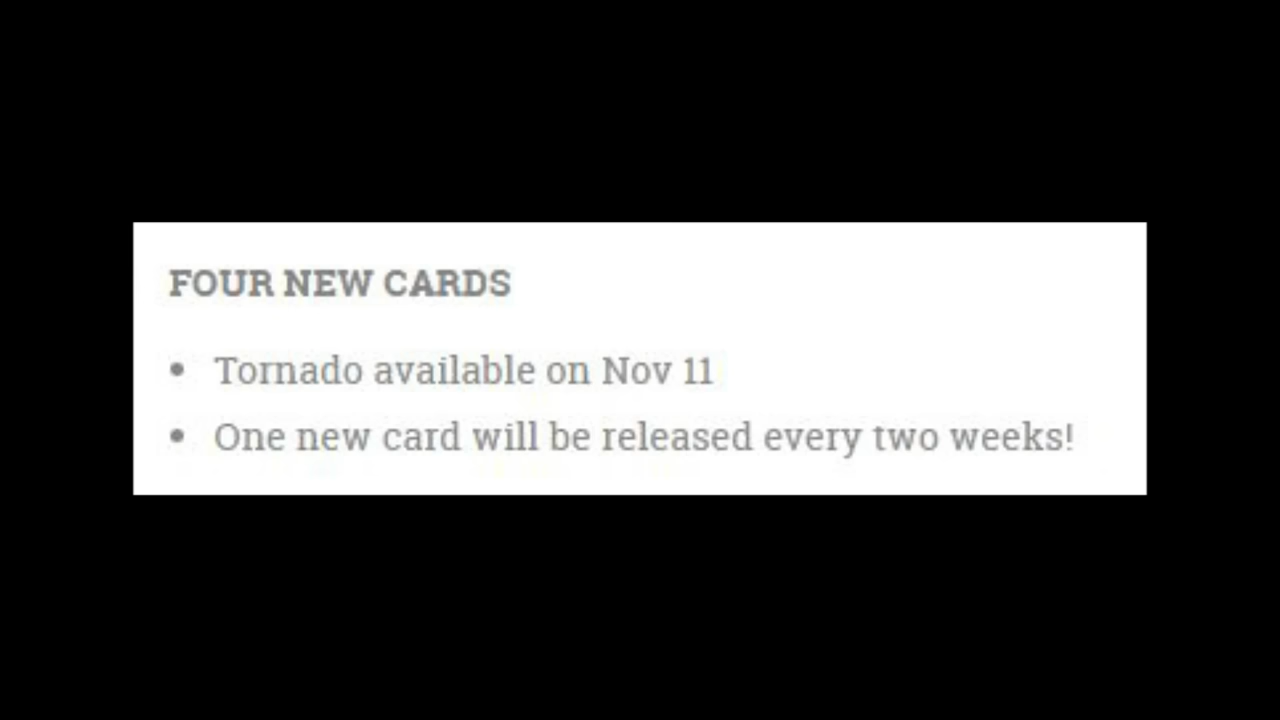 FOUR NEW CARDS
• Tornado available on Nov 11
• One new card will be released every two weeks!